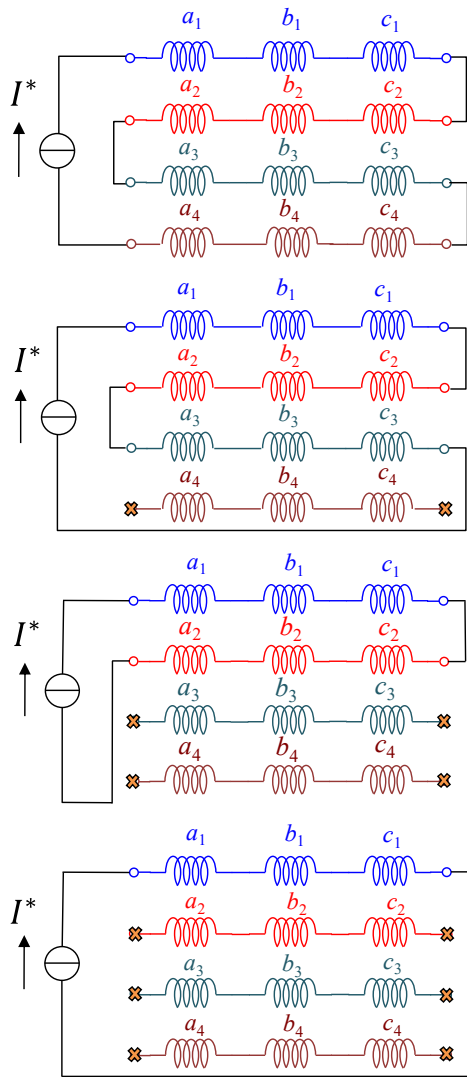 a₁ b₁ c₁
I*
a₂ b₂ c₂
a₃ b₃ c₃
a₄ b₄ c₄
a₁ b₁ c₁
I*
a₂ b₂ c₂
a₃ b₃ c₃
a₄ b₄ c₄
a₁ b₁ c₁
I*
a₂ b₂ c₂
a₃ b₃ c₃
a₄ b₄ c₄
a₁ b₁ c₁
I*
a₂ b₂ c₂
a₃ b₃ c₃
a₄ b₄ c₄